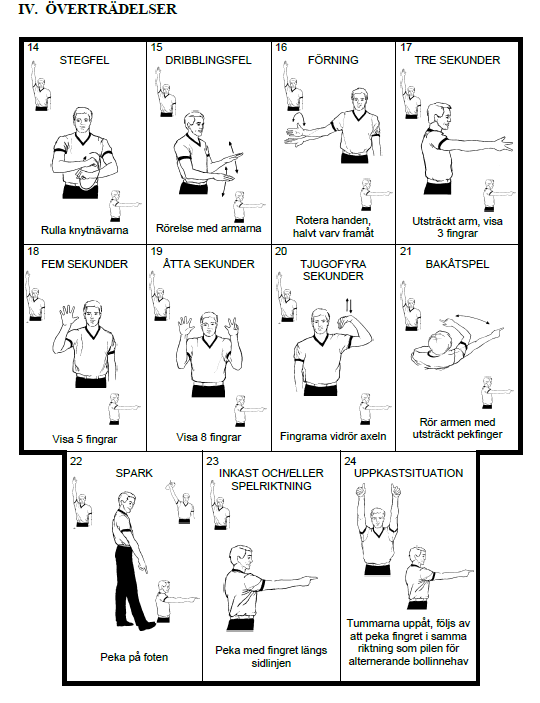 IV. ÖVERTRÄDELSER
14
STEGFEL
Rulla knytnävarna
15
DRIBBLINGSFEL
Rörelse med armarna
16
FÖRNING
Rotera handen,
halvt varv framåt
17
TRE SEKUNDER
Utsträckt arm, visa
3 fingrar
18
FEM SEKUNDER
Visa 5 fingrar
19
ÅTTA SEKUNDER
Visa 8 fingrar
20
TJUGOFYRA
SEKUNDER
Fingrarna vidrör axeln
21
BAKÅTSPEL
Rör armen med
utsträckt pekfinger
22
SPARK
Peka på foten
23
INKAST OCH/ELLER
SPELRIKTNING
Peka med fingret längs
sidlinjen
24
UPPKASTSITUATION
Tummarna uppåt, följs av
att peka fingret i samma
riktning som pilen för
alternerande bollinnehav